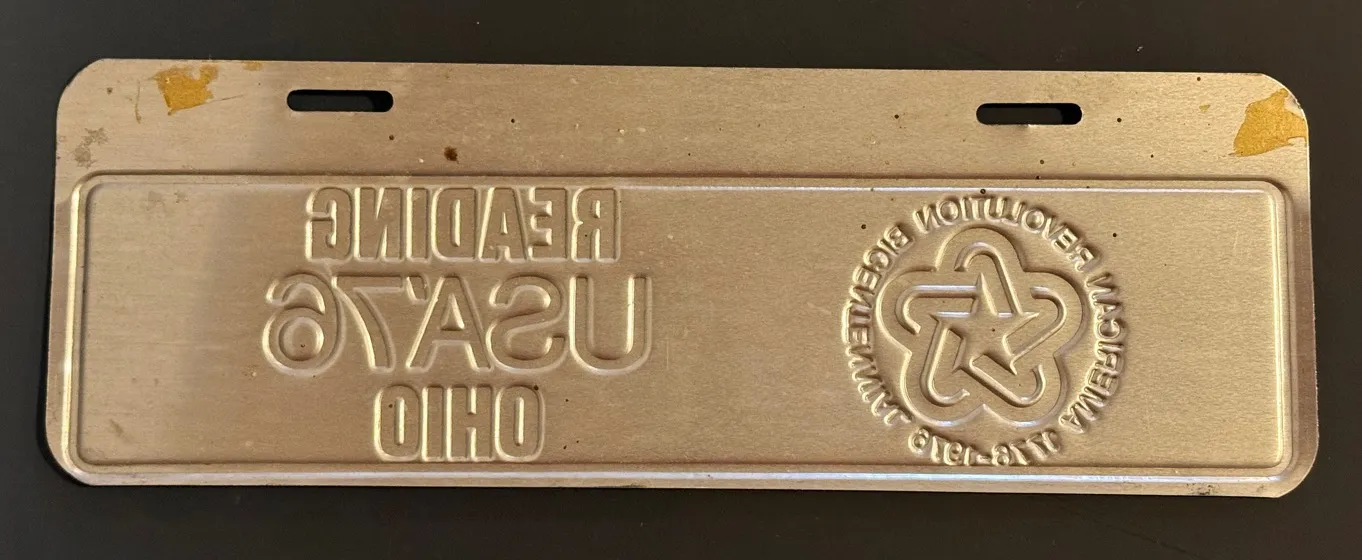 READING
USA'76
OHIO
AMERICAN REVOLUTION BICENTENNIAL 1776-1976